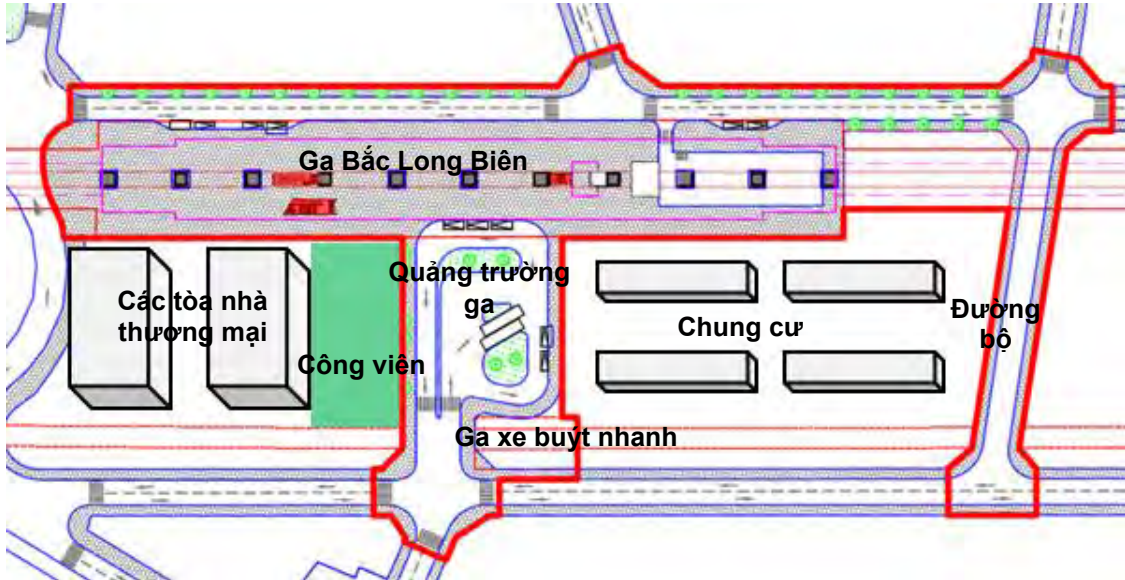 Ga Bắc Long Biên
Quảng trường
ga
Các tòa nhà
thương mại
Công viên
Chung cư
Đường
bộ
Ga xe buýt nhanh